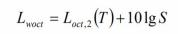 L_{woct} = L_{oct,2}(T) + 10 lg S